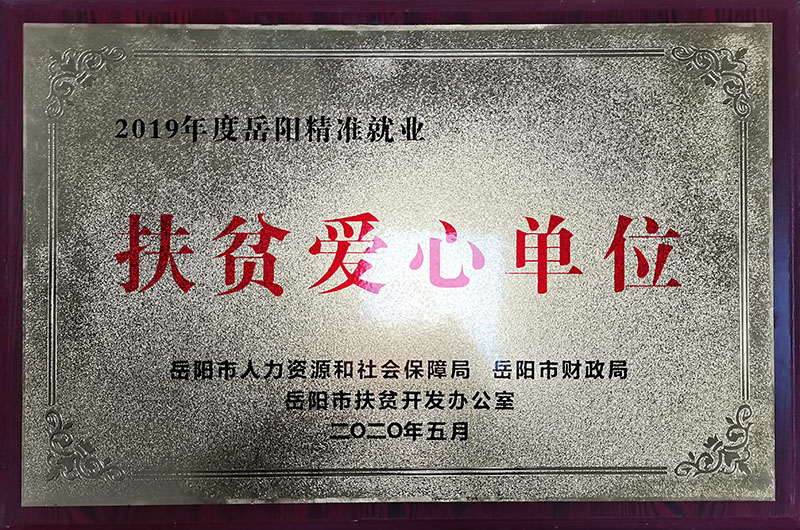 2019年度岳阳精准就业
扶贫爱心单位
岳阳市人力资源和社会保障局 岳阳市财政局
岳阳市扶贫开发办公室
二〇二〇年五月